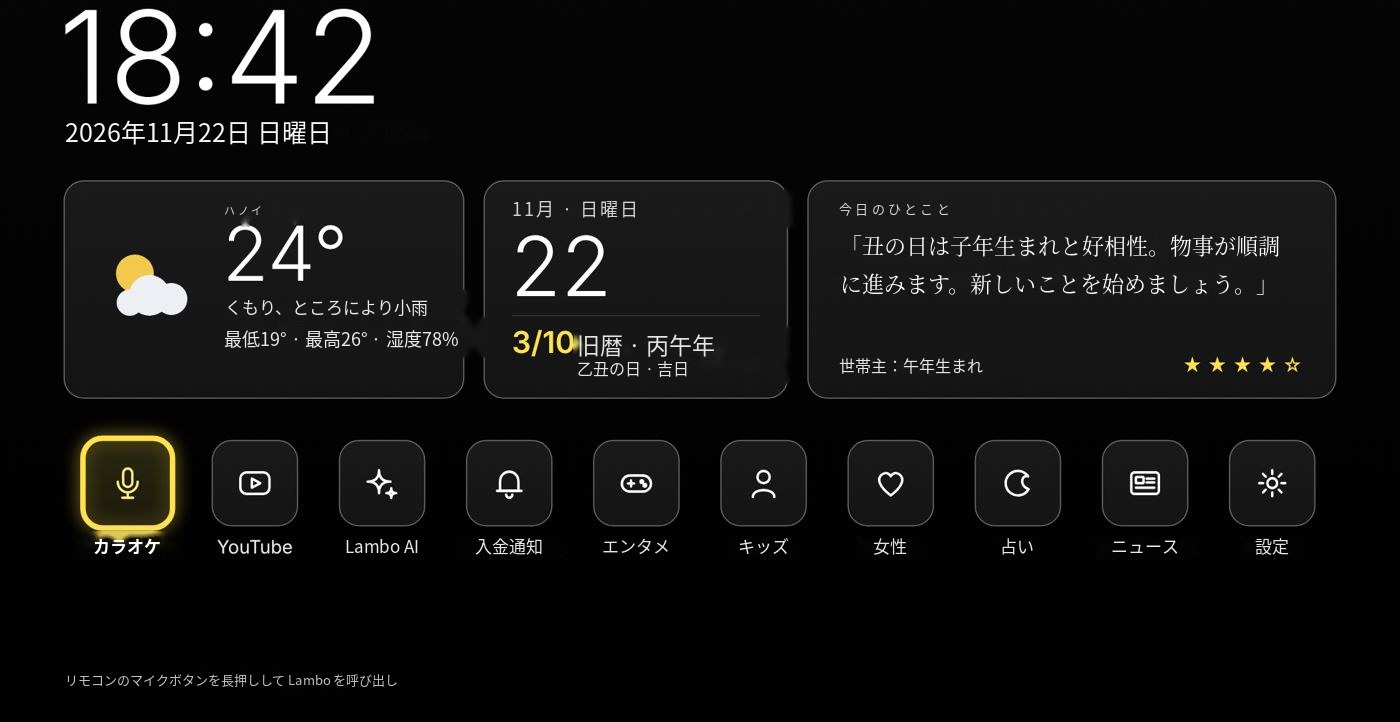 18:42
2026年11月22日 日曜日
ハノイ
24°
くもり、ところにより小雨
最低19°・最高26°・湿度78%
11月・日曜日
22
3/10 旧暦・丙午年
乙丑の日・吉日
今日のひとこと
「丑の日は子年生まれと好相性。物事が順調
に進みます。新しいことを始めましょう。」
世帯主：午年生まれ ★★★★☆
カラオケ YouTube Lambo AI 入金通知 エンタメ キッズ 女性 占い ニュース 設定
リモコンのマイクボタンを長押しして Lambo を呼び出し